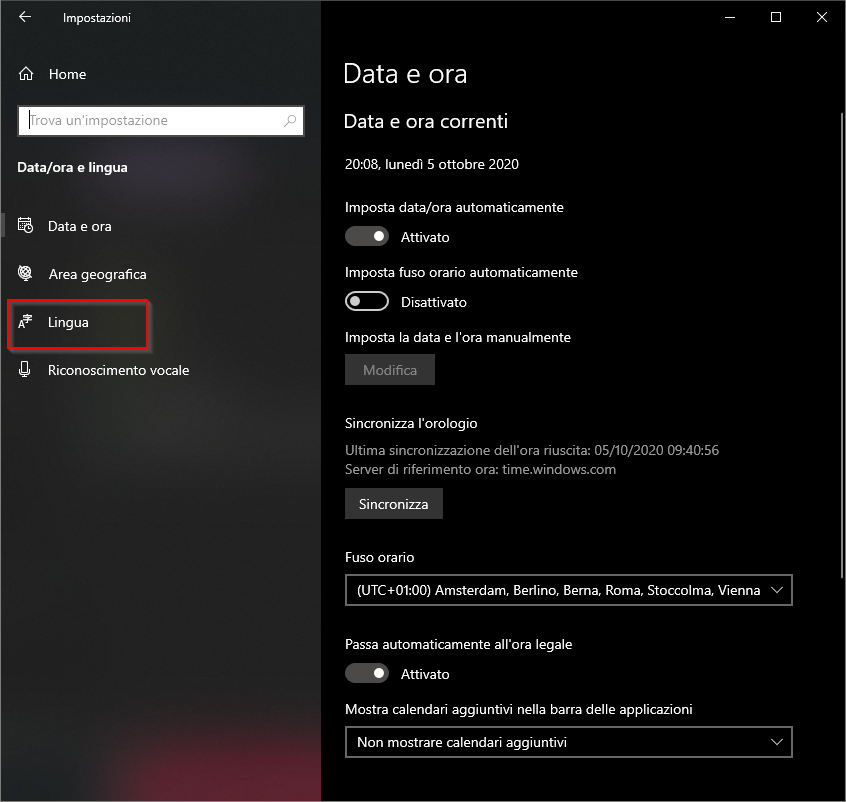 Impostazioni
Home
Trova un'impostazione
Data/ora e lingua
Data e ora
Area geografica
Lingua
Riconoscimento vocale
Data e ora
Data e ora correnti
20:08, lunedì 5 ottobre 2020
Imposta data/ora automaticamente
Attivato
Imposta fuso orario automaticamente
Disattivato
Imposta la data e l'ora manualmente
Modifica
Sincronizza l'orologio
Ultima sincronizzazione dell'ora riuscita: 05/10/2020 09:40:56
Server di riferimento ora: time.windows.com
Sincronizza
Fuso orario
(UTC+01:00) Amsterdam, Berlino, Berna, Roma, Stoccolma, Vienna
Passa automaticamente all'ora legale
Attivato
Mostra calendari aggiuntivi nella barra delle applicazioni
Non mostrare calendari aggiuntivi